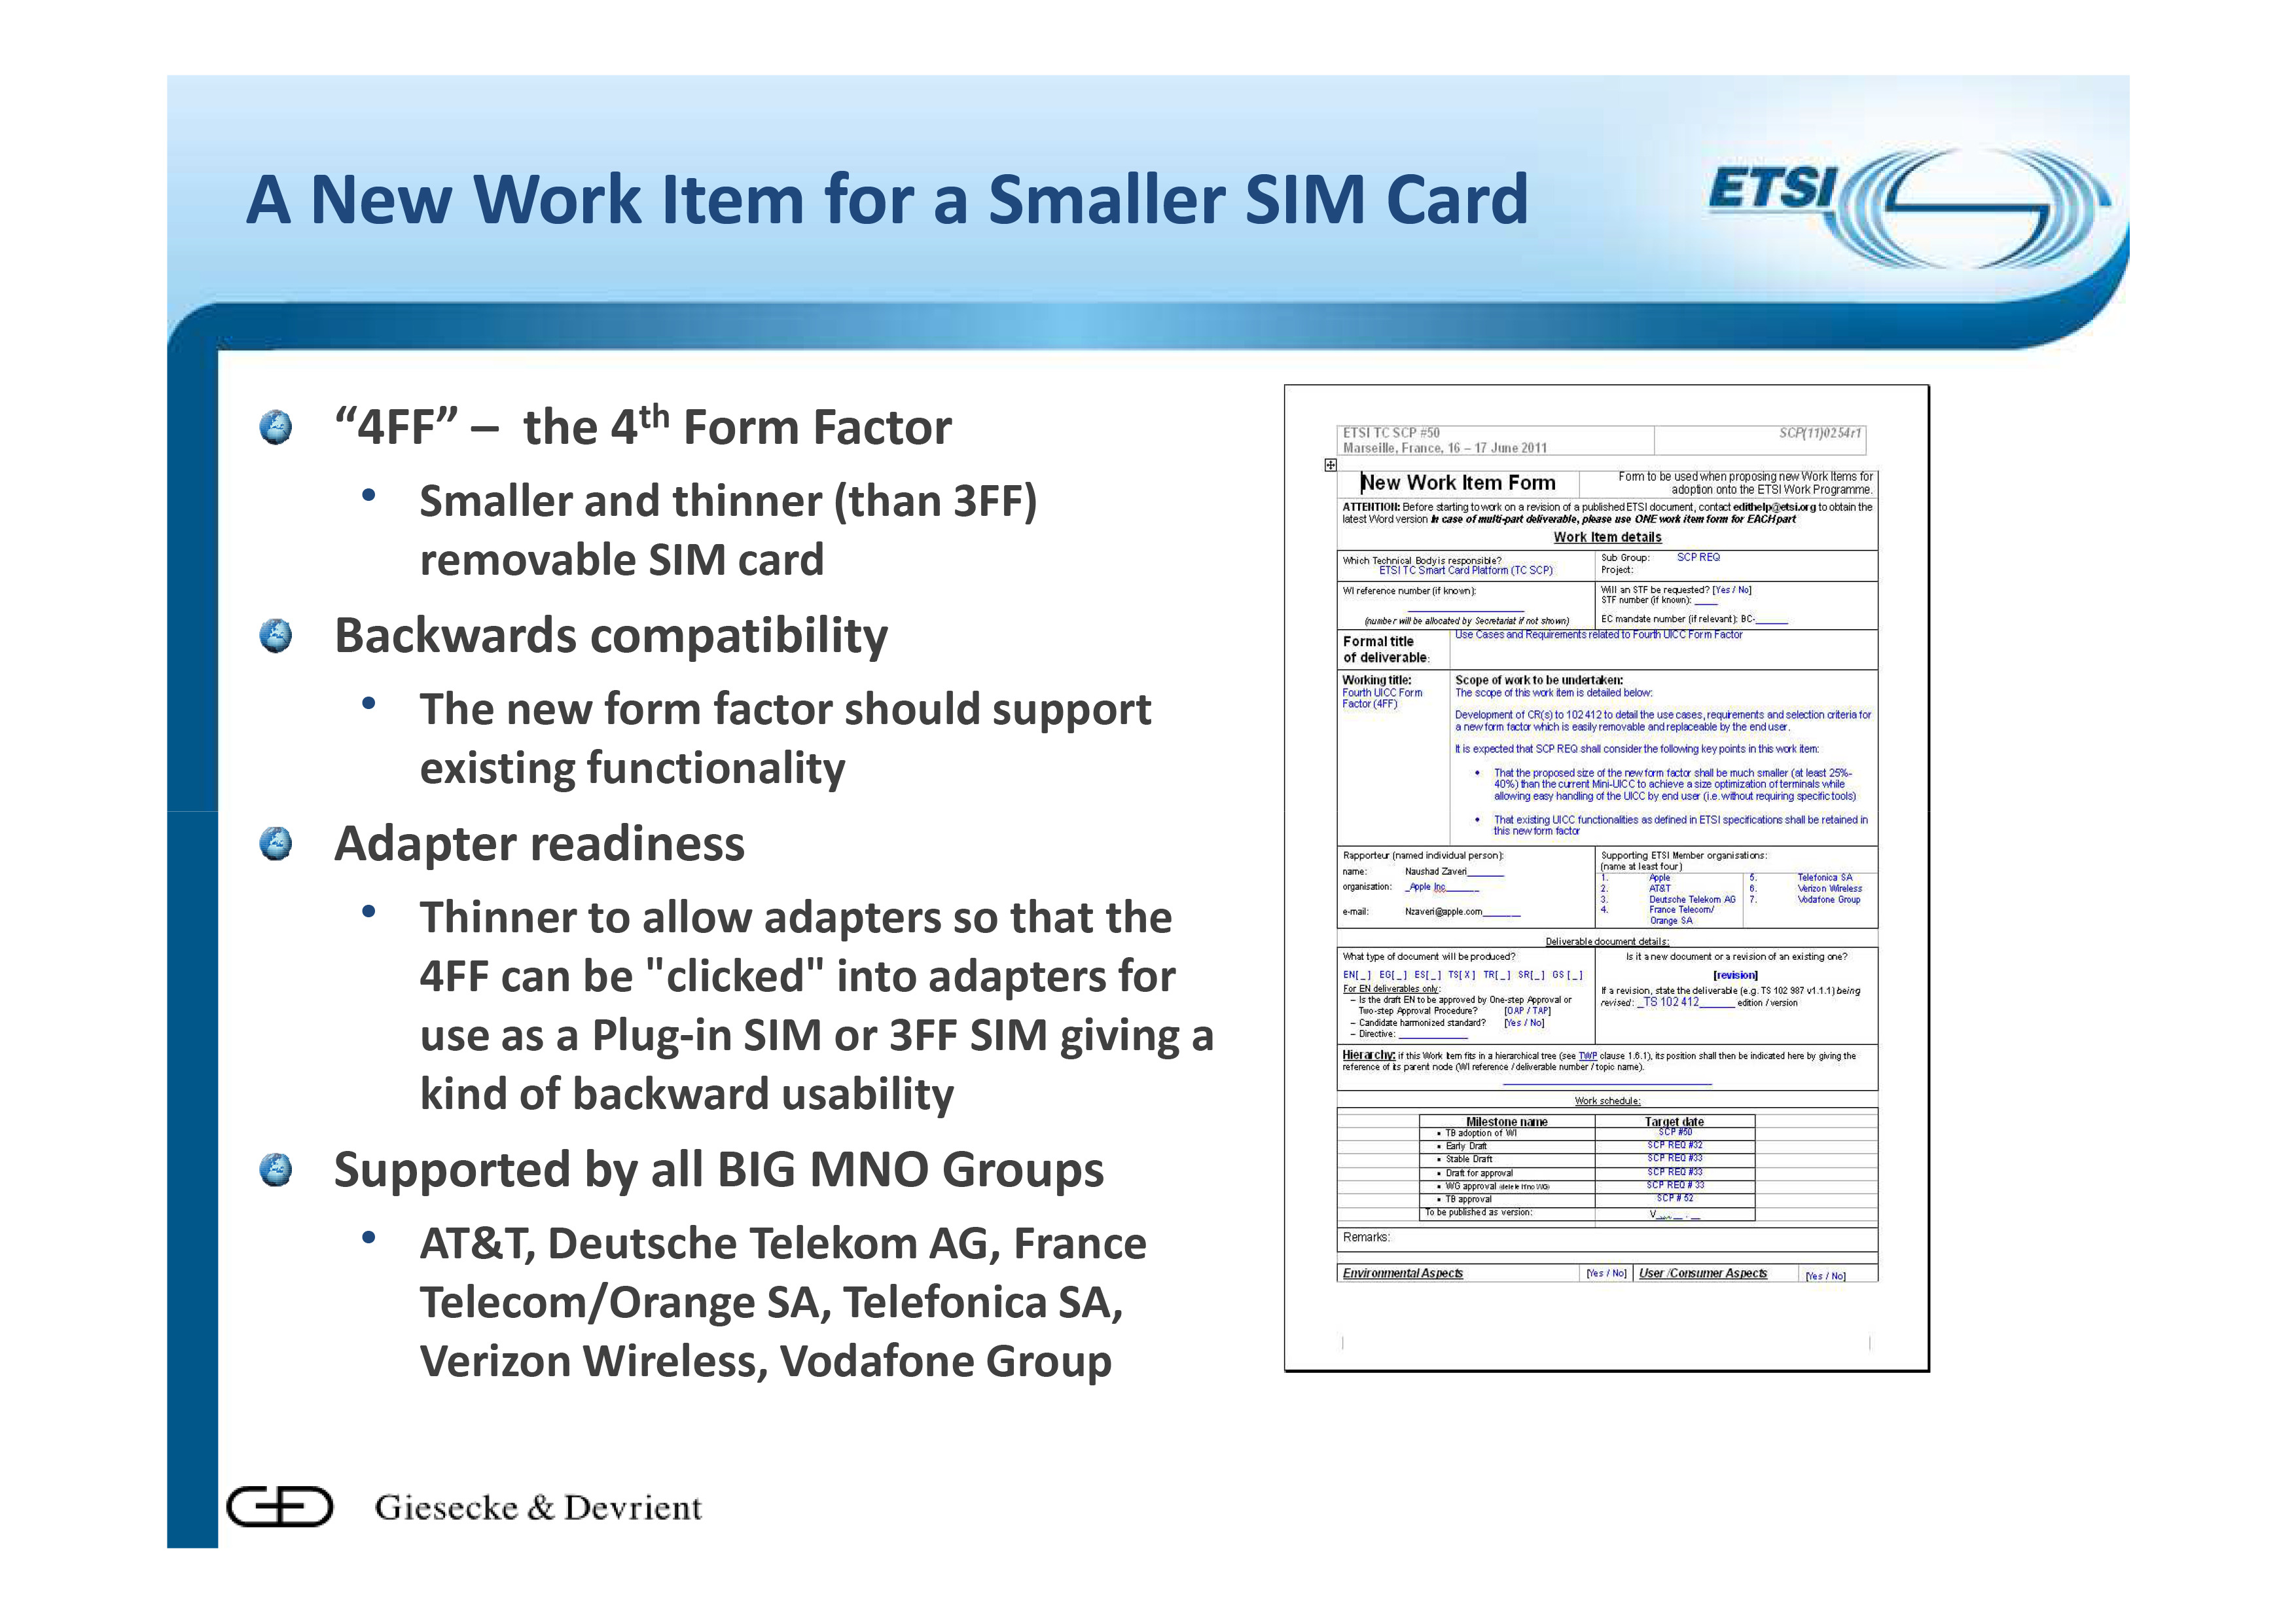 A New Work Item for a Smaller SIM Card
ETSI
“4FF” – the 4th Form Factor
Smaller and thinner (than 3FF)
removable SIM card
Backwards compatibility
The new form factor should support
existing functionality
Adapter readiness
Thinner to allow adapters so that the
4FF can be "clicked" into adapters for
use as a Plug-in SIM or 3FF SIM giving a
kind of backward usability
Supported by all BIG MNO Groups
AT&T, Deutsche Telekom AG, France
Telecom/Orange SA, Telefonica SA,
Verizon Wireless, Vodafone Group
ETSI TC SCP #50 SCP(11)0254r1
Marseille, France, 16 – 17 June 2011
New Work Item Form
Form to be used when proposing new Work Items for
adoption onto the ETSI Work Programme.
ATTENTION: Before starting to work on a revision of a published ETSI document, contact edithelp@etsi.org to obtain the
latest Word version In case of multi-part deliverable, please use ONE work item form for EACH part
Work Item details
Which Technical Body is responsible?
ETSI TC Smart Card Platform (TC SCP)
Sub Group: SCP REQ
Project:
WI reference number (if known):
(number will be allocated by Secretariat if not shown)
Will an STF be requested? [Yes / No]
STF number (if known): ____
EC mandate number (if relevant): BC-______
Formal title
of deliverable:
Use Cases and Requirements related to Fourth UICC Form Factor
Working title:
Fourth UICC Form
Factor (4FF)
Scope of work to be undertaken:
The scope of this work item is detailed below:
Development of CR(s) to 102 412 to detail the use cases, requirements and selection criteria for
a new form factor which is easily removable and replaceable by the end user.
It is expected that SCP REQ shall consider the following key points in this work item:
That the proposed size of the new form factor shall be much smaller (at least 25%-
40%) than the current Mini-UICC to achieve a size optimization of terminals while
allowing easy handling of the UICC by end user (i.e. without requiring specific tools)
That existing UICC functionalities as defined in ETSI specifications shall be retained in
this new form factor
Rapporteur (named individual person):
name: Naushad Zaveri
organisation: _Apple Inc
e-mail: Nzaveri@apple.com
Supporting ETSI Member organisations:
(name at least four)
1. Apple
2. AT&T
3. Deutsche Telekom AG
4. France Telecom/
Orange SA
5. Telefonica SA
6. Verizon Wireless
7. Vodafone Group
Deliverable document details:
What type of document will be produced?
EN[_] EG[_] ES[_] TS[X] TR[_] SR[_] GS [_]
For EN deliverables only:
– Is the draft EN to be approved by One-step Approval or
Two-step Approval Procedure? [OAP / TAP]
– Candidate harmonized standard? [Yes / No]
– Directive:
Is it a new document or a revision of an existing one?
[revision]
If a revision, state the deliverable (e.g. TS 102 987 v1.1.1) being
revised: _TS 102 412______ edition / version
Hierarchy: if this Work Item fits in a hierarchical tree (see TWP clause 1.6.1), its position shall then be indicated here by giving the
reference of its parent node (WI reference / deliverable number / topic name).
Work schedule:
Milestone name Target date
TB adoption of WI SCP #50
Early Draft SCP REQ #32
Stable Draft SCP REQ #33
Draft for approval SCP REQ #33
WG approval (delete if no WG) SCP REQ # 33
TB approval SCP # 52
To be published as version: V
Remarks:
Environmental Aspects [Yes / No] User /Consumer Aspects [Yes / No]
Giesecke & Devrient